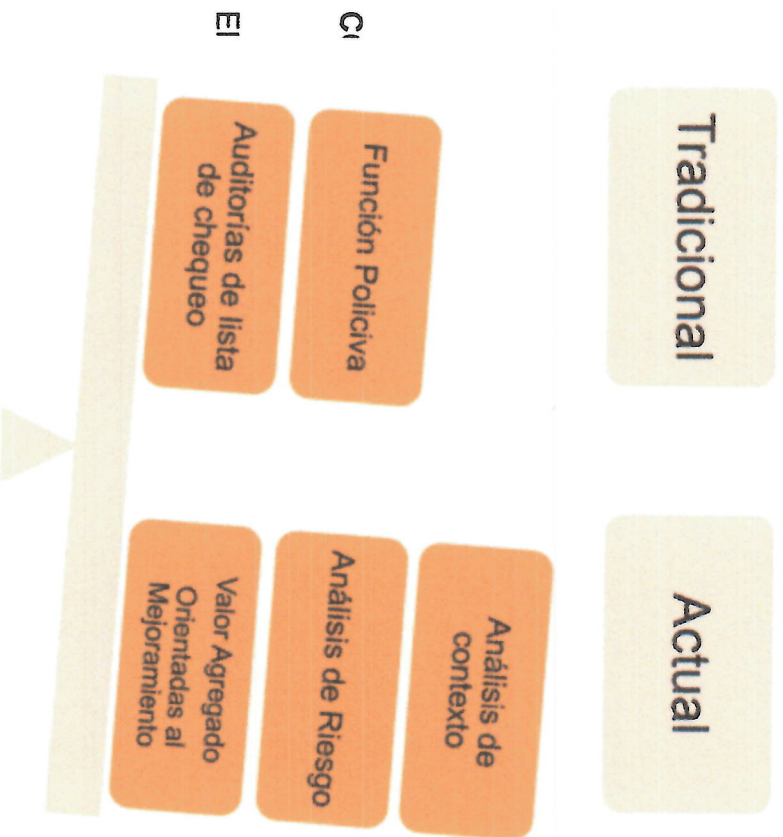 Tradicional
Actual
Función Policiva
Auditorías de lista
de chequeo
Análisis de
contexto
Análisis de Riesgo
Valor Agregado
Orientadas al
Mejoramiento
El